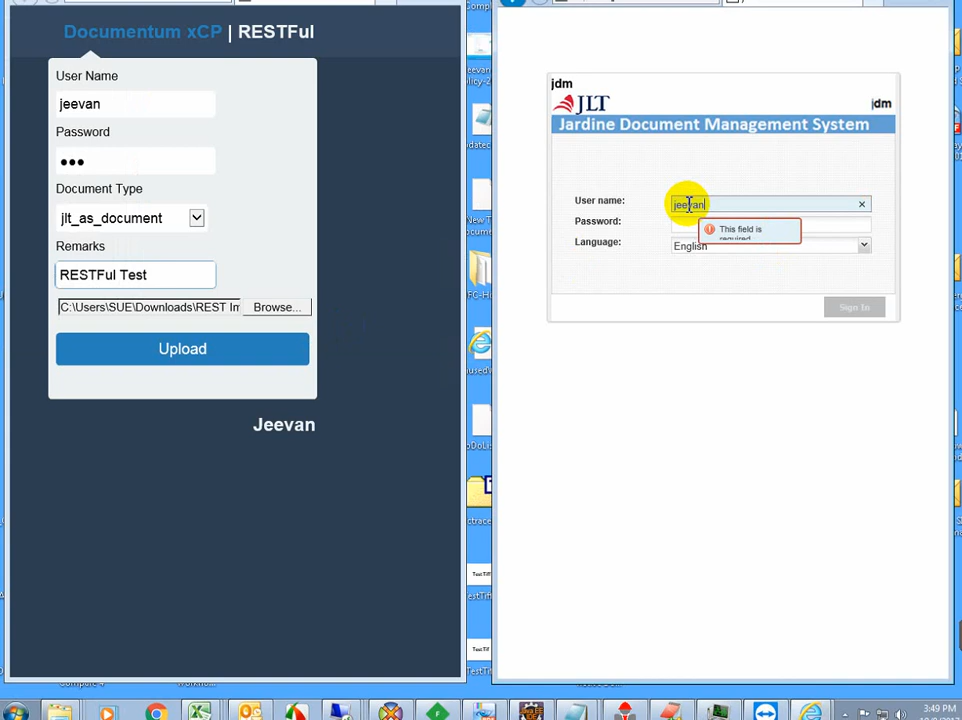 Documentum xCP | RESTFul
User Name
jeevan
Password
Document Type
jlt_as_document
Remarks
RESTFul Test
C:\Users\SUE\Downloads\REST Im
Browse...
Upload
Jeevan
jdm
JLT
jdm
Jardine Document Management System
User name:
jeevan
Password:
This field is
required
Language:
English
Sign In
3:49 PM